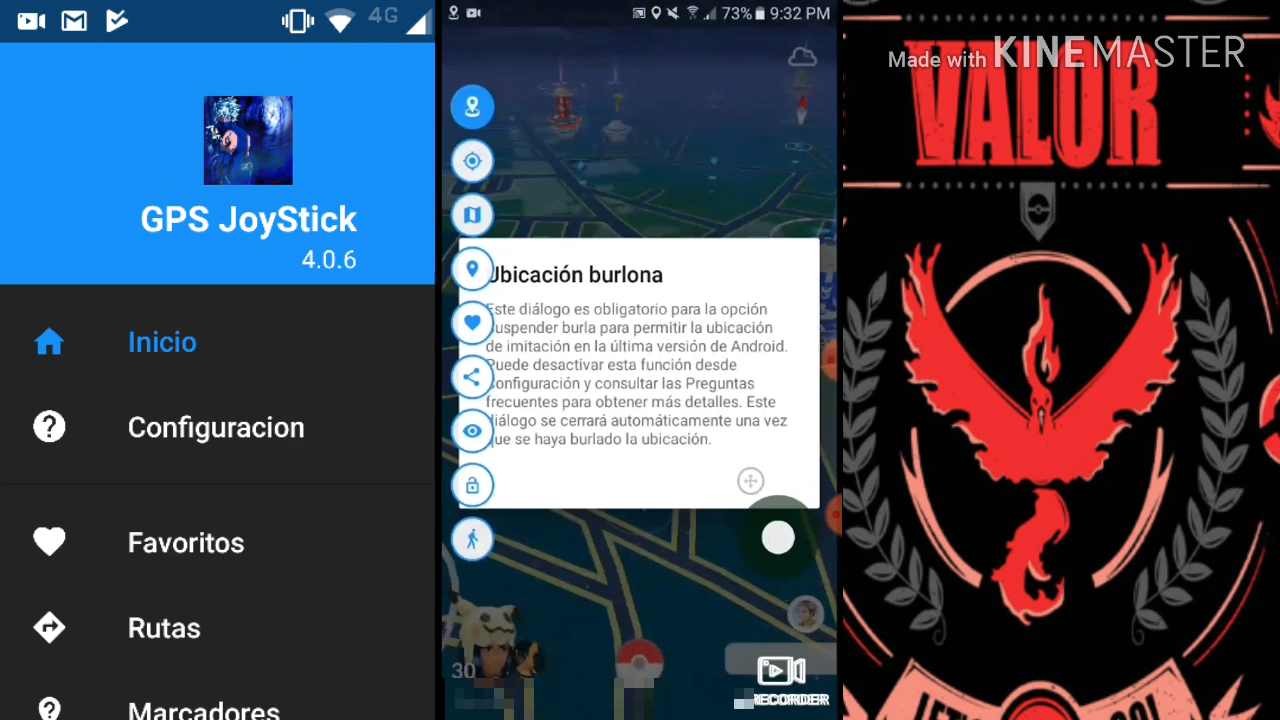 4G
GPS JoyStick
4.0.6
Inicio
Configuracion
Favoritos
Rutas
Marcadores
73% 9:32 PM
Ubicación burlona
Este diálogo es obligatorio para la opción
suspender burla para permitir la ubicación
de imitación en la última versión de Android.
Puede desactivar esta función desde
configuración y consultar las Preguntas
frecuentes para obtener más detalles. Este
diálogo se cerrará automáticamente una vez
que se haya burlado la ubicación.
30
RECORDER
Made with KINEMASTER
VALOR